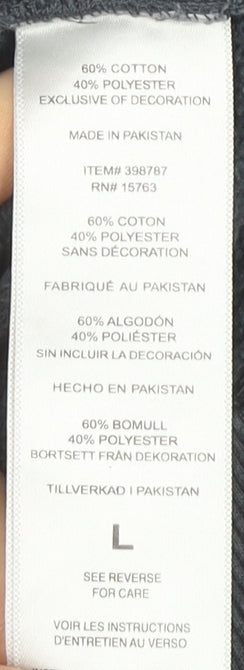 60% COTTON
40% POLYESTER
EXCLUSIVE OF DECORATION
MADE IN PAKISTAN
ITEM# 398787
RN# 15763
60% COTON
40% POLYESTER
SANS DÉCORATION
FABRIQUÉ AU PAKISTAN
60% ALGODÓN
40% POLIÉSTER
SIN INCLUIR LA DECORACIÓN
HECHO EN PAKISTAN
60% BOMULL
40% POLYESTER
BORTSETT FRÅN DEKORATION
TILLVERKAD I PAKISTAN
L
SEE REVERSE
FOR CARE
VOIR LES INSTRUCTIONS
D'ENTRETIEN AU VERSO